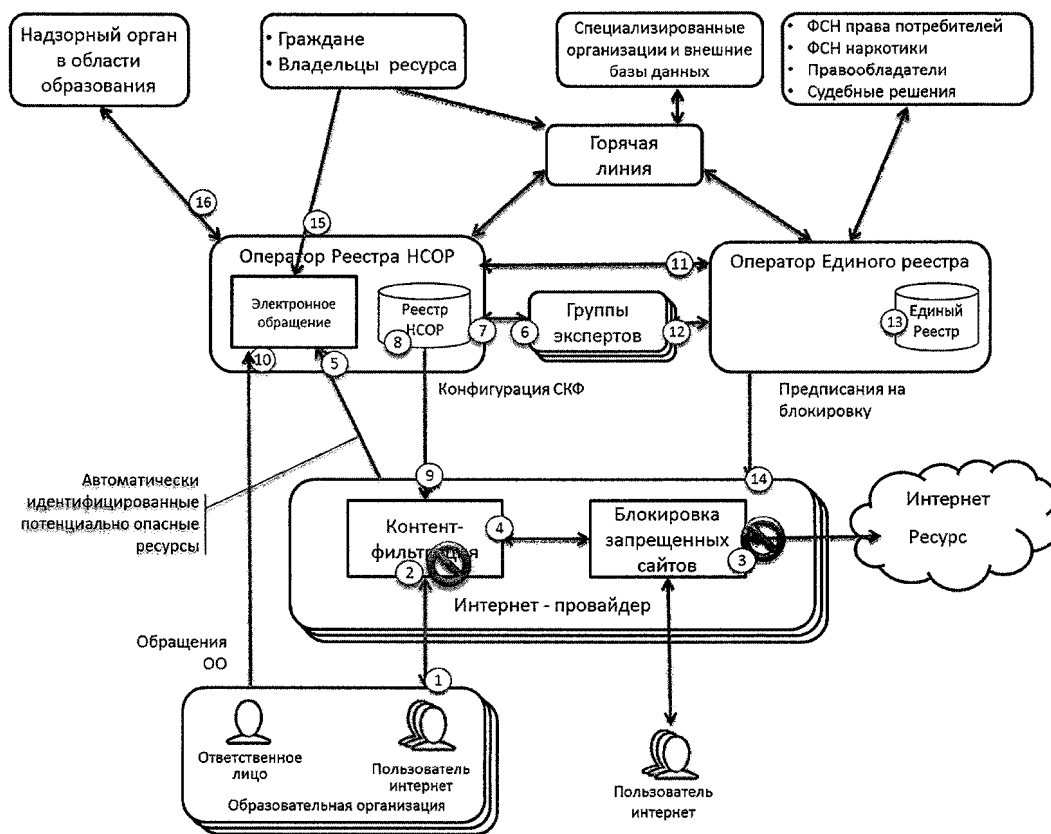 Надзорный орган
в области
образования
• Граждане
• Владельцы ресурса
Специализированные
организации и внешние
базы данных
• ФСН права потребителей
• ФСН наркотики
• Правообладатели
• Судебные решения
Горячая
линия
16
15
Оператор Реестра НСОР
11
Оператор Единого реестра
Электронное
обращение
Реестр
НСОР
8
7
6
Группы
экспертов
12
13
Единый
Реестр
10
5
Конфигурация СКФ
Предписания на
блокировку
Автоматически
идентифицированные
потенциально опасные
ресурсы
9
14
Контент-
фильтрация
2
4
Блокировка
запрещенных
сайтов
3
Интернет
Ресурс
Интернет - провайдер
Обращения
ОО
1
Ответственное
лицо
Пользователь
интернет
Образовательная организация
Пользователь
интернет